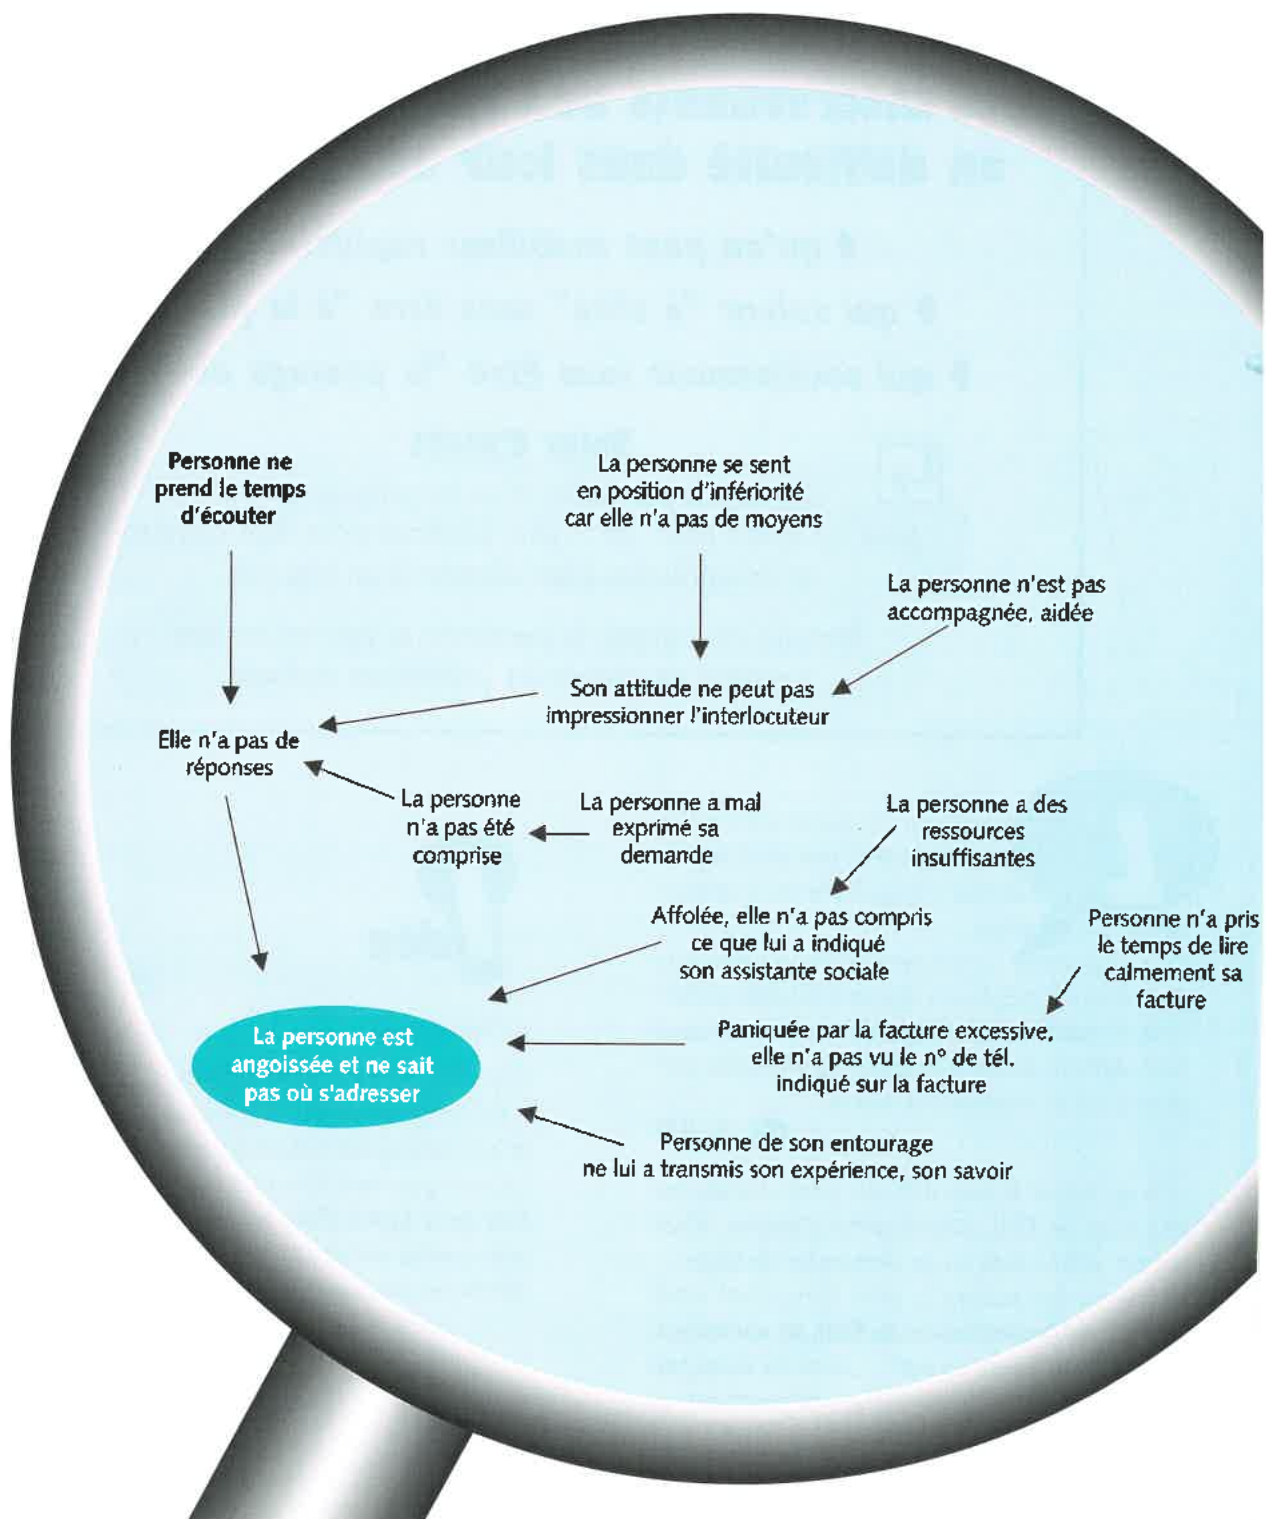 Personne ne
prend le temps
d'écouter
La personne se sent
en position d'infériorité
car elle n'a pas de moyens
La personne n'est pas
accompagnée, aidée
Son attitude ne peut pas
impressionner l'interlocuteur
Elle n'a pas de
réponses
La personne
n'a pas été
comprise
La personne a mal
exprimé sa
demande
La personne a des
ressources
insuffisantes
Affolée, elle n'a pas compris
ce que lui a indiqué
son assistante sociale
Personne n'a pris
le temps de lire
calmement sa
facture
La personne est
angoissée et ne sait
pas où s'adresser
Paniquée par la facture excessive,
elle n'a pas vu le n° de tél.
indiqué sur la facture
Personne de son entourage
ne lui a transmis son expérience, son savoir